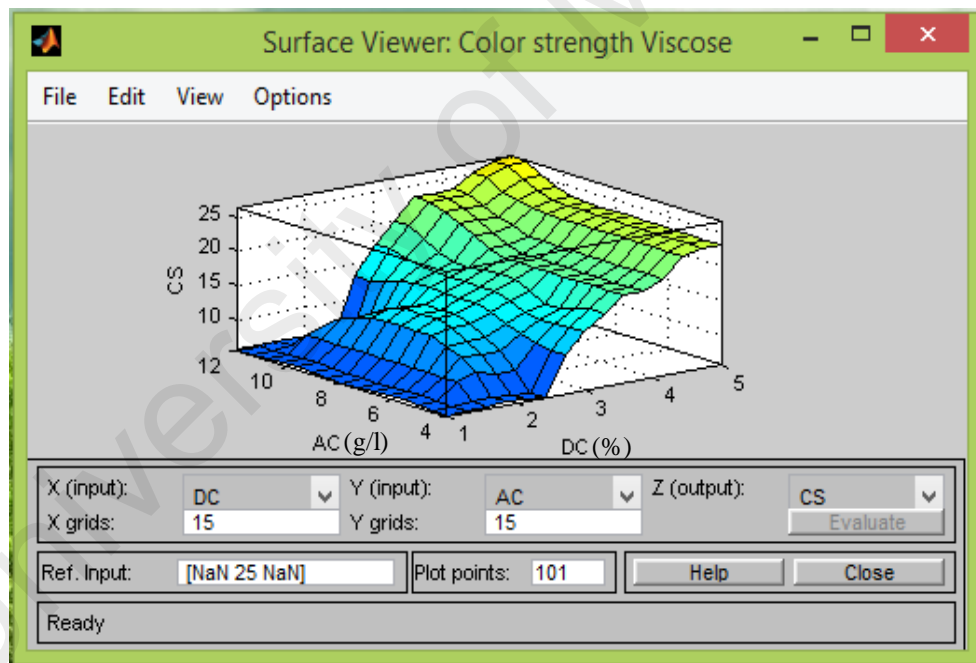 Surface Viewer: Color strength Viscose
File Edit View Options
25
20
15
10
CS
12
10
8
6
4
AC (g/l)
1
2
3
4
5
DC (%)
X (input): DC Y (input): AC Z (output): CS
X grids: 15 Y grids: 15 Evaluate
Ref. Input: [NaN 25 NaN] Plot points: 101 Help Close
Ready
University of M